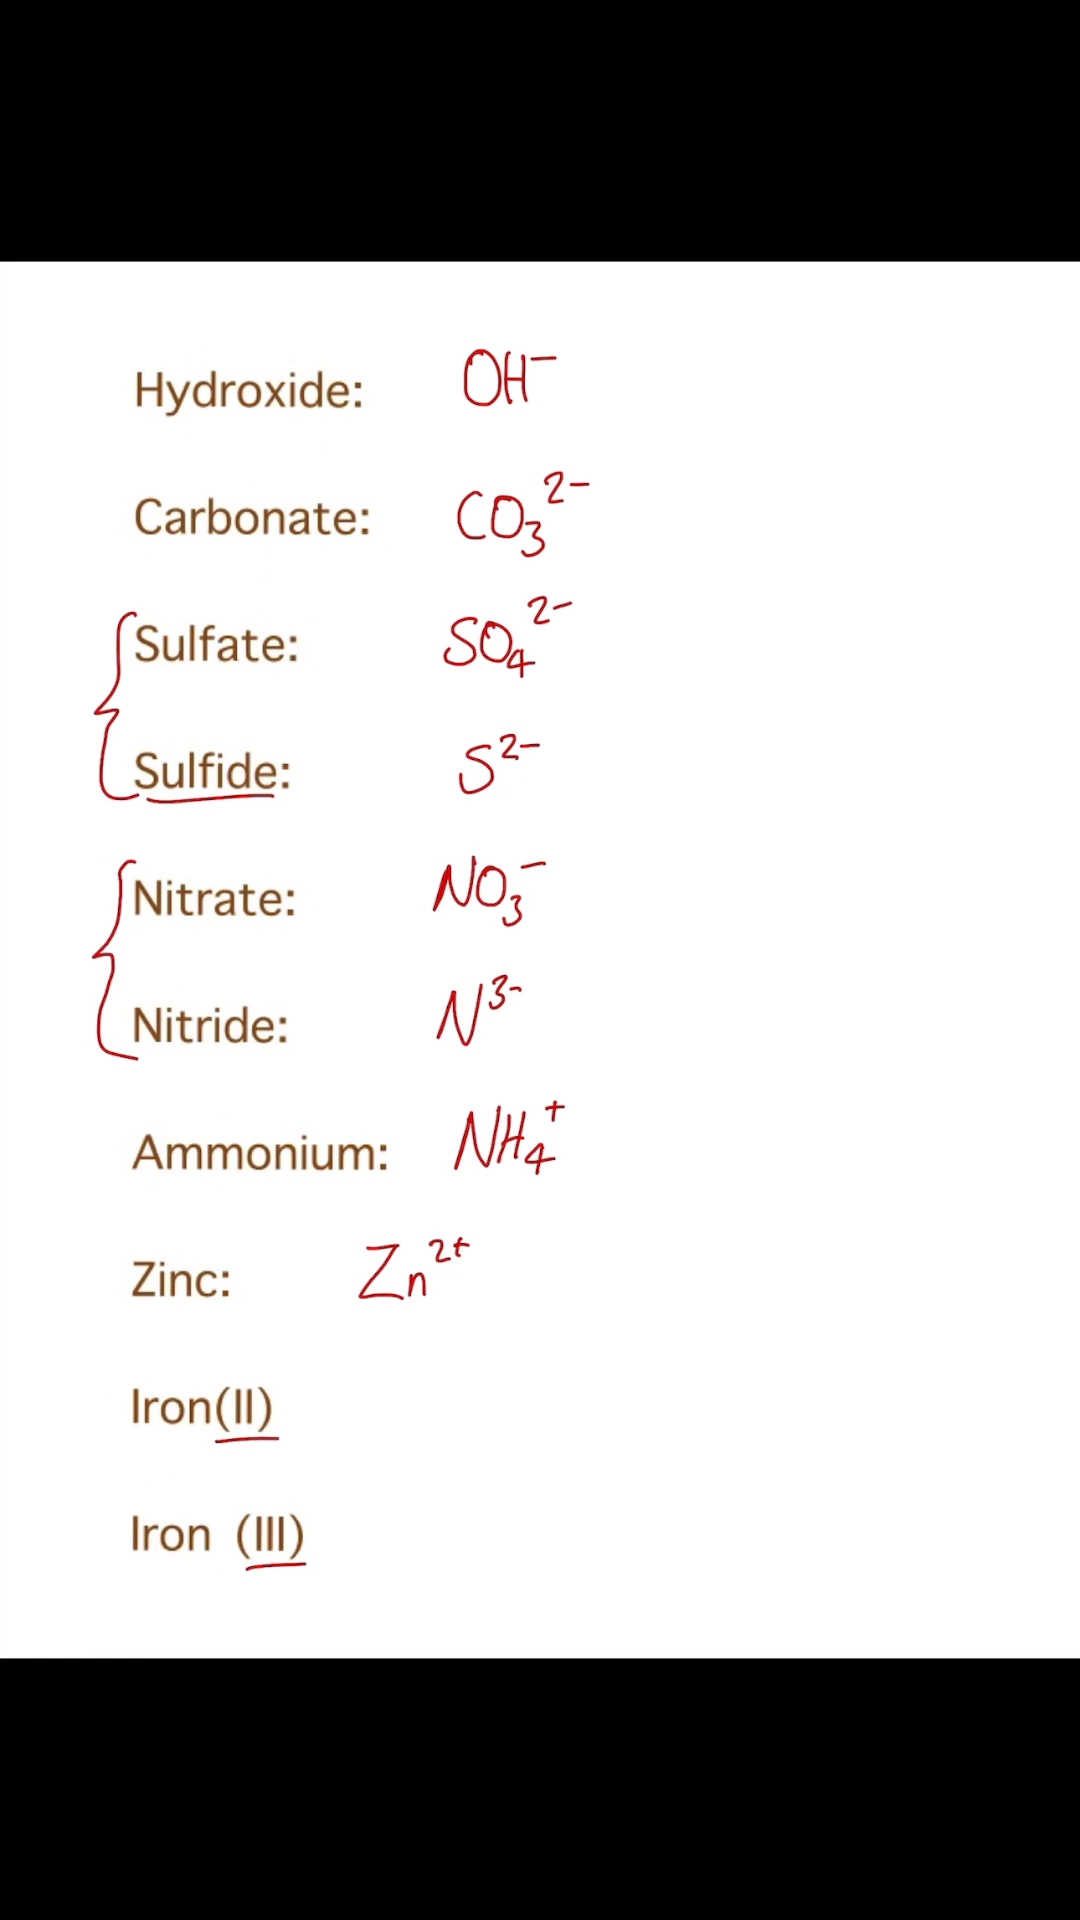 Hydroxide: OH⁻
Carbonate: CO₃²⁻
Sulfate: SO₄²⁻
Sulfide: S²⁻
Nitrate: NO₃⁻
Nitride: N³⁻
Ammonium: NH₄⁺
Zinc: Zn²⁺
Iron(II)
Iron (III)